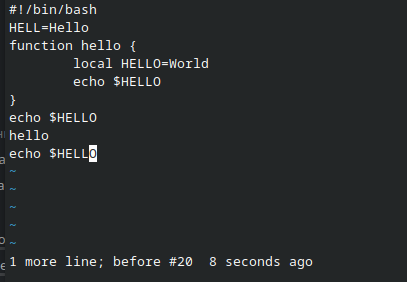 #!/bin/bash
HELL=Hello
function hello {
        local HELLO=World
        echo $HELLO
}
echo $HELLO
hello
echo $HELLO
~
~
~
~
~
1 more line; before #20  8 seconds ago